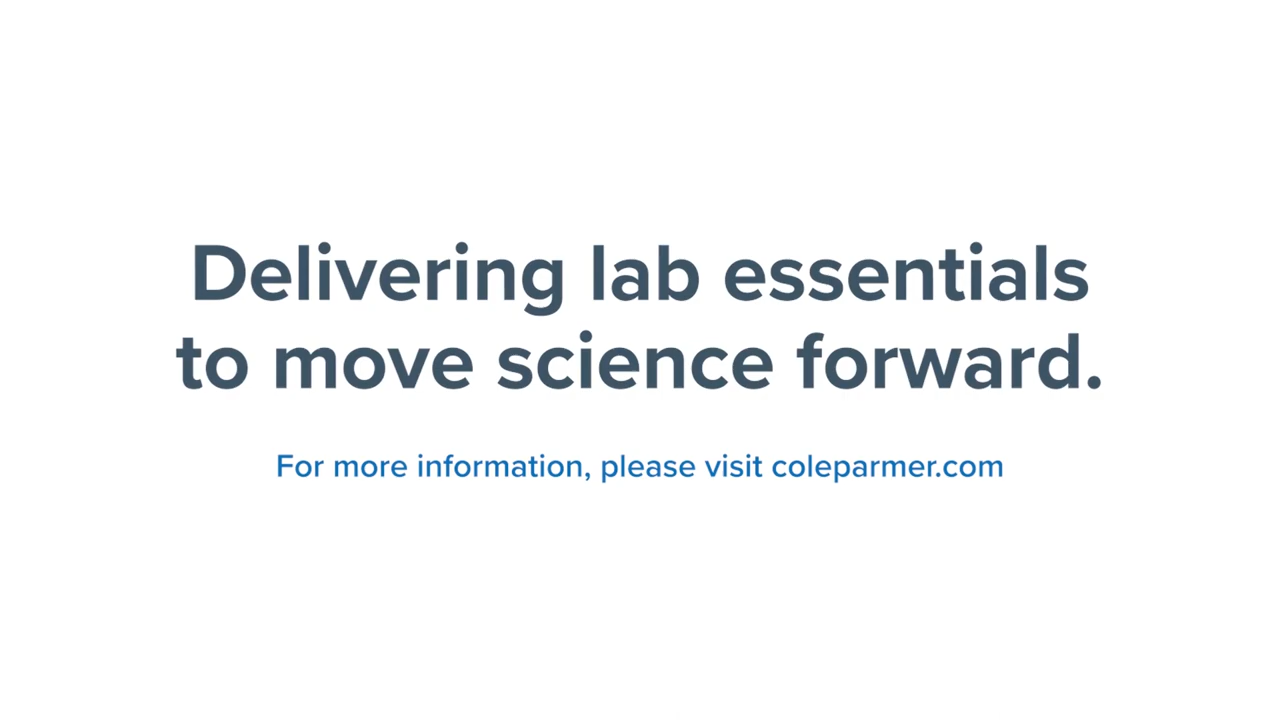 Delivering lab essentials
to move science forward.
For more information, please visit coleparmer.com